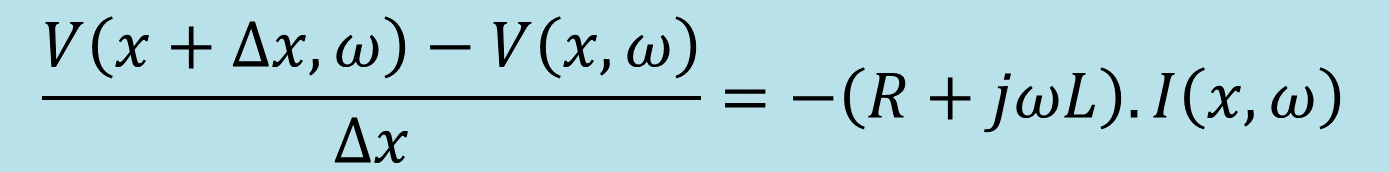 V(x + Δx, ω) − V(x, ω)
Δx
= −(R + jωL). I(x, ω)